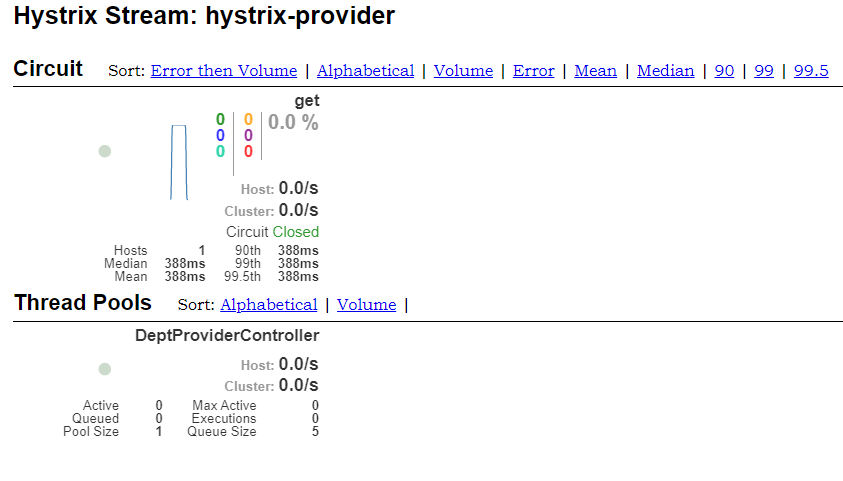 Hystrix Stream: hystrix-provider
Circuit Sort: Error then Volume | Alphabetical | Volume | Error | Mean | Median | 90 | 99 | 99.5
get
0 0 0.0 %
0 0
0 0
Host: 0.0/s
Cluster: 0.0/s
Circuit Closed
Hosts 1 90th 388ms
Median 388ms 99th 388ms
Mean 388ms 99.5th 388ms
Thread Pools Sort: Alphabetical | Volume |
DeptProviderController
Host: 0.0/s
Cluster: 0.0/s
Active 0 Max Active 0
Queued 0 Executions 0
Pool Size 1 Queue Size 5